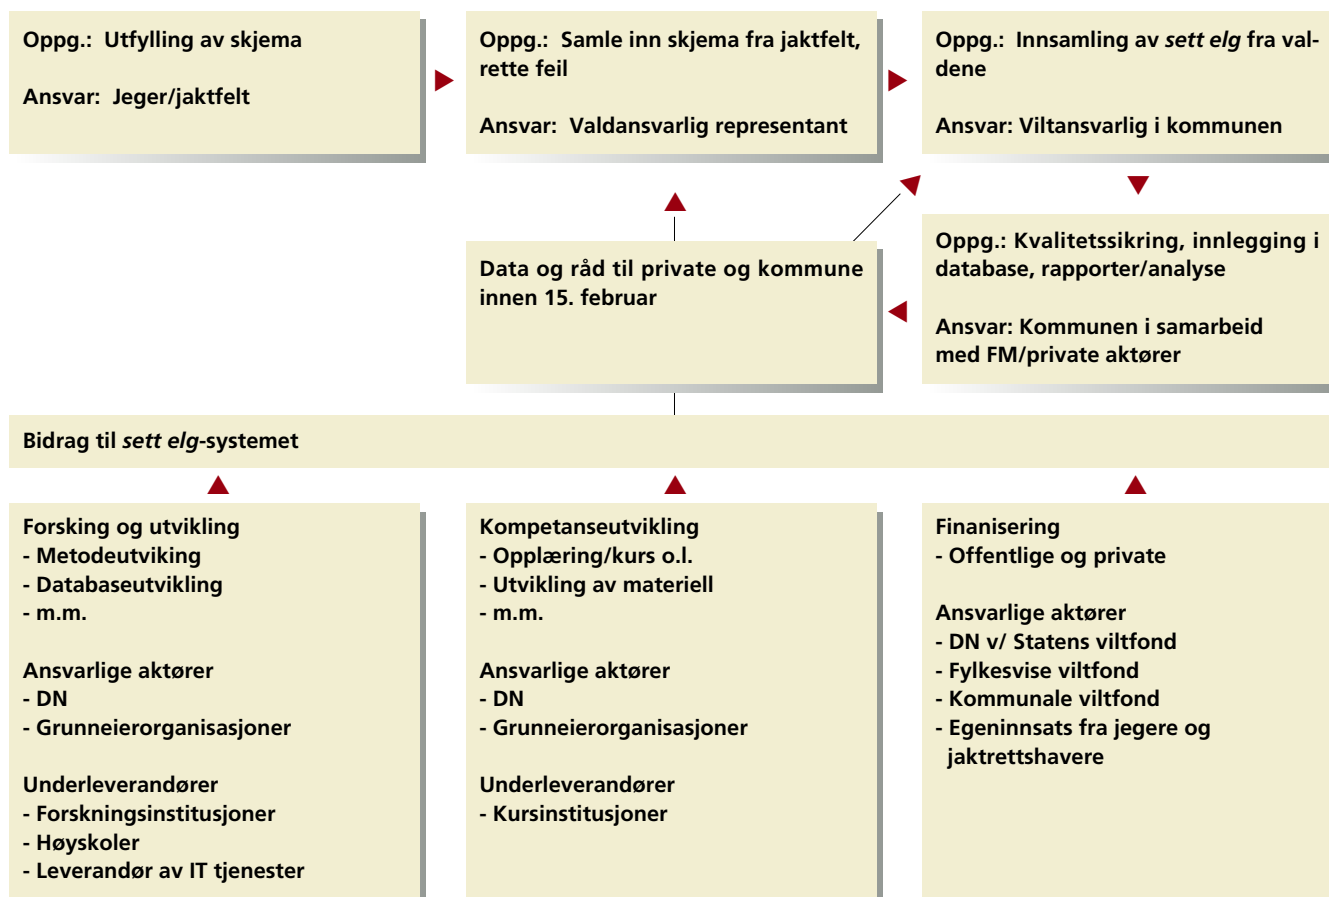 Oppg.: Utfylling av skjema
Ansvar: Jeger/jaktfelt
Oppg.: Samle inn skjema fra jaktfelt,
rette feil
Ansvar: Valdansvarlig representant
Oppg.: Innsamling av sett elg fra val-
dene
Ansvar: Viltansvarlig i kommunen
Data og råd til private og kommune
innen 15. februar
Oppg.: Kvalitetssikring, innlegging i
database, rapporter/analyse
Ansvar: Kommunen i samarbeid
med FM/private aktører
Bidrag til sett elg-systemet
Forsking og utvikling
- Metodeutviking
- Databaseutvikling
- m.m.
Ansvarlige aktører
- DN
- Grunneierorganisasjoner
Underleverandører
- Forskningsinstitusjoner
- Høyskoler
- Leverandør av IT tjenester
Kompetanseutvikling
- Opplæring/kurs o.l.
- Utvikling av materiell
- m.m.
Ansvarlige aktører
- DN
- Grunneierorganisasjoner
Underleverandører
- Kursinstitusjoner
Finanisering
- Offentlige og private
Ansvarlige aktører
- DN v/ Statens viltfond
- Fylkesvise viltfond
- Kommunale viltfond
- Egeninnsats fra jegere og
jaktrettshavere